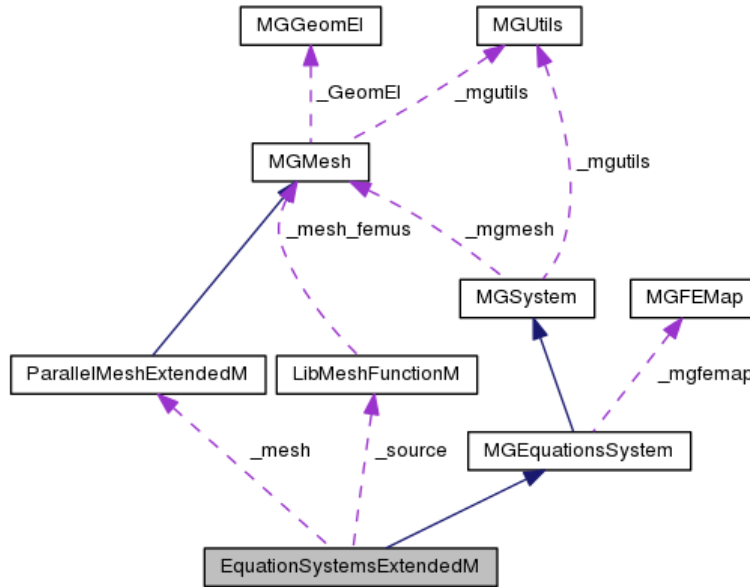 MGGeomEl
MGUtils
_GeomEl
_mgutils
MGMesh
_mgutils
_mesh_femus
_mgmesh
MGSystem
MGFEMap
ParallelMeshExtendedM
LibMeshFunctionM
_mgfemap
_mesh
_source
MGEquationsSystem
EquationSystemsExtendedM